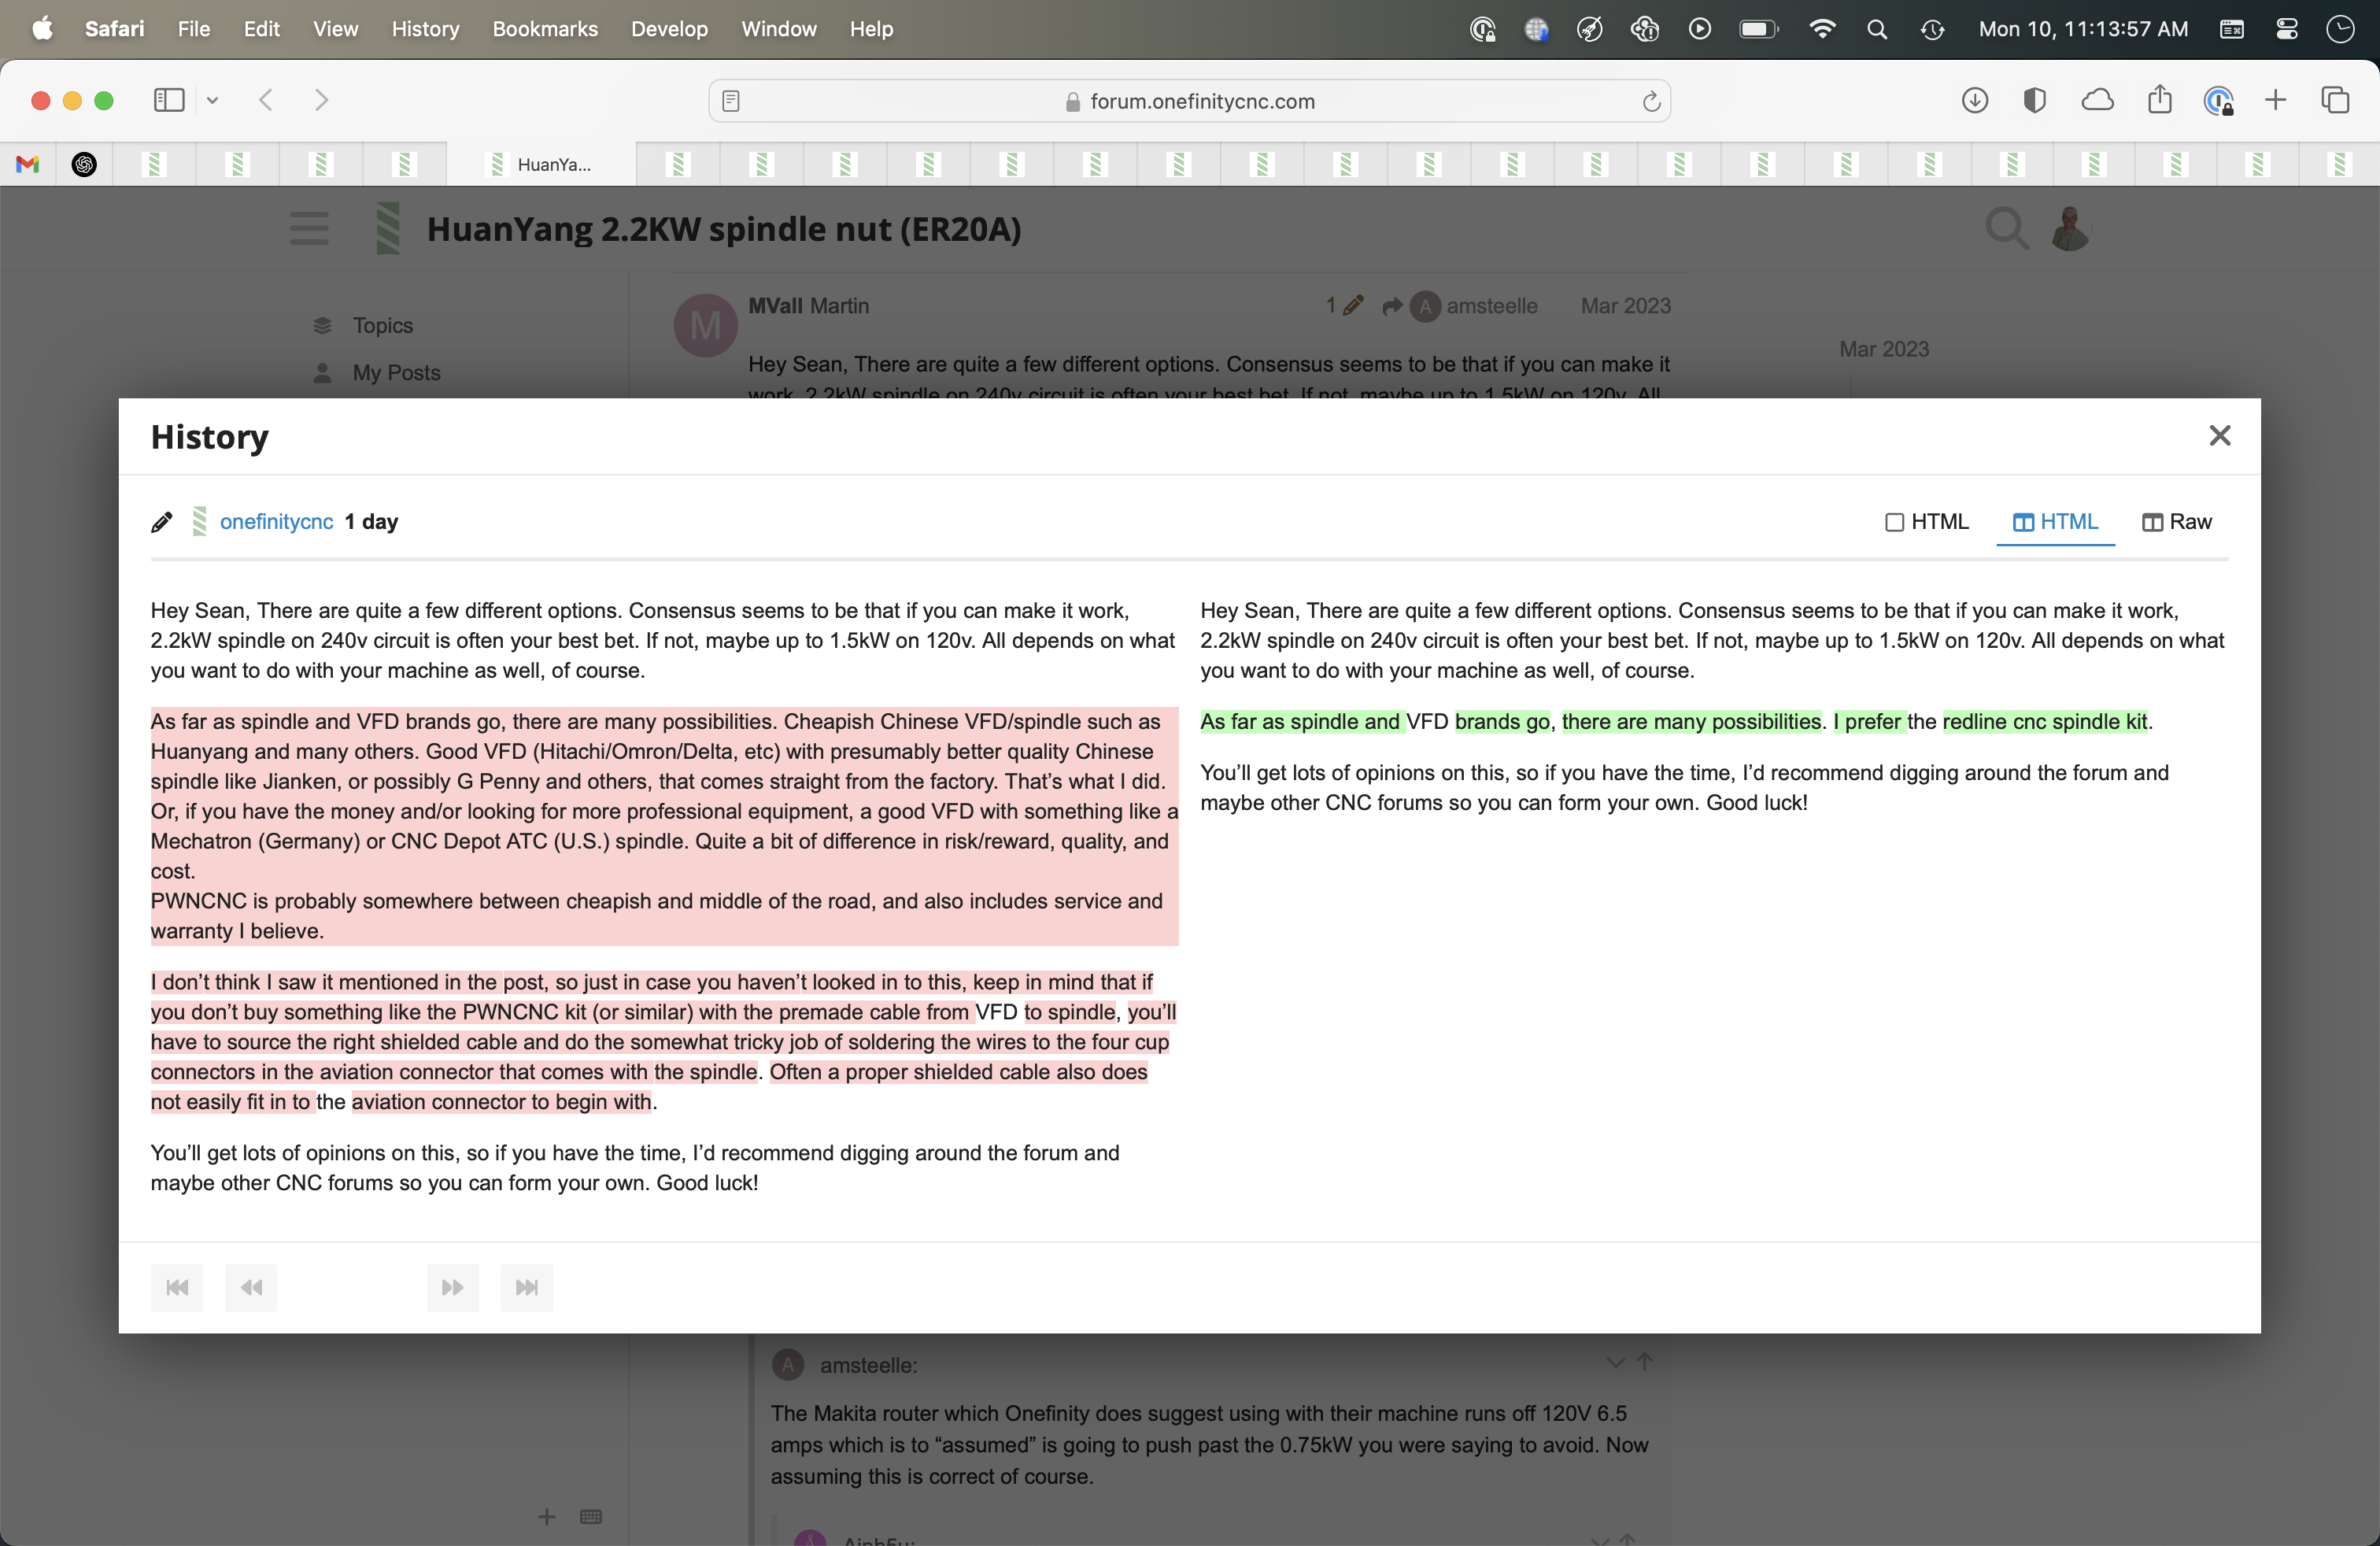 Safari File Edit View History Bookmarks Develop Window Help Mon 10, 11:13:57 AM
forum.onefinitycnc.com
HuanYa...
HuanYang 2.2KW spindle nut (ER20A)
Topics
My Posts
M
MVall Martin 1 A amsteelle Mar 2023
Mar 2023
Hey Sean, There are quite a few different options. Consensus seems to be that if you can make it
work, 2.2kW spindle on 240v circuit is often your best bet. If not, maybe up to 1.5kW on 120v. All
History
onefinitycnc 1 day
HTML HTML Raw
Hey Sean, There are quite a few different options. Consensus seems to be that if you can make it work,
2.2kW spindle on 240v circuit is often your best bet. If not, maybe up to 1.5kW on 120v. All depends on what
you want to do with your machine as well, of course.
As far as spindle and VFD brands go, there are many possibilities. Cheapish Chinese VFD/spindle such as
Huanyang and many others. Good VFD (Hitachi/Omron/Delta, etc) with presumably better quality Chinese
spindle like Jianken, or possibly G Penny and others, that comes straight from the factory. That’s what I did.
Or, if you have the money and/or looking for more professional equipment, a good VFD with something like a
Mechatron (Germany) or CNC Depot ATC (U.S.) spindle. Quite a bit of difference in risk/reward, quality, and
cost.
PWNCNC is probably somewhere between cheapish and middle of the road, and also includes service and
warranty I believe.
I don’t think I saw it mentioned in the post, so just in case you haven’t looked in to this, keep in mind that if
you don’t buy something like the PWNCNC kit (or similar) with the premade cable from VFD to spindle, you’ll
have to source the right shielded cable and do the somewhat tricky job of soldering the wires to the four cup
connectors in the aviation connector that comes with the spindle. Often a proper shielded cable also does
not easily fit in to the aviation connector to begin with.
You’ll get lots of opinions on this, so if you have the time, I’d recommend digging around the forum and
maybe other CNC forums so you can form your own. Good luck!
Hey Sean, There are quite a few different options. Consensus seems to be that if you can make it work,
2.2kW spindle on 240v circuit is often your best bet. If not, maybe up to 1.5kW on 120v. All depends on what
you want to do with your machine as well, of course.
As far as spindle and VFD brands go, there are many possibilities. I prefer the redline cnc spindle kit.
You’ll get lots of opinions on this, so if you have the time, I’d recommend digging around the forum and
maybe other CNC forums so you can form your own. Good luck!
A amsteelle:
The Makita router which Onefinity does suggest using with their machine runs off 120V 6.5
amps which is to “assumed” is going to push past the 0.75kW you were saying to avoid. Now
assuming this is correct of course.
Aiph5u: